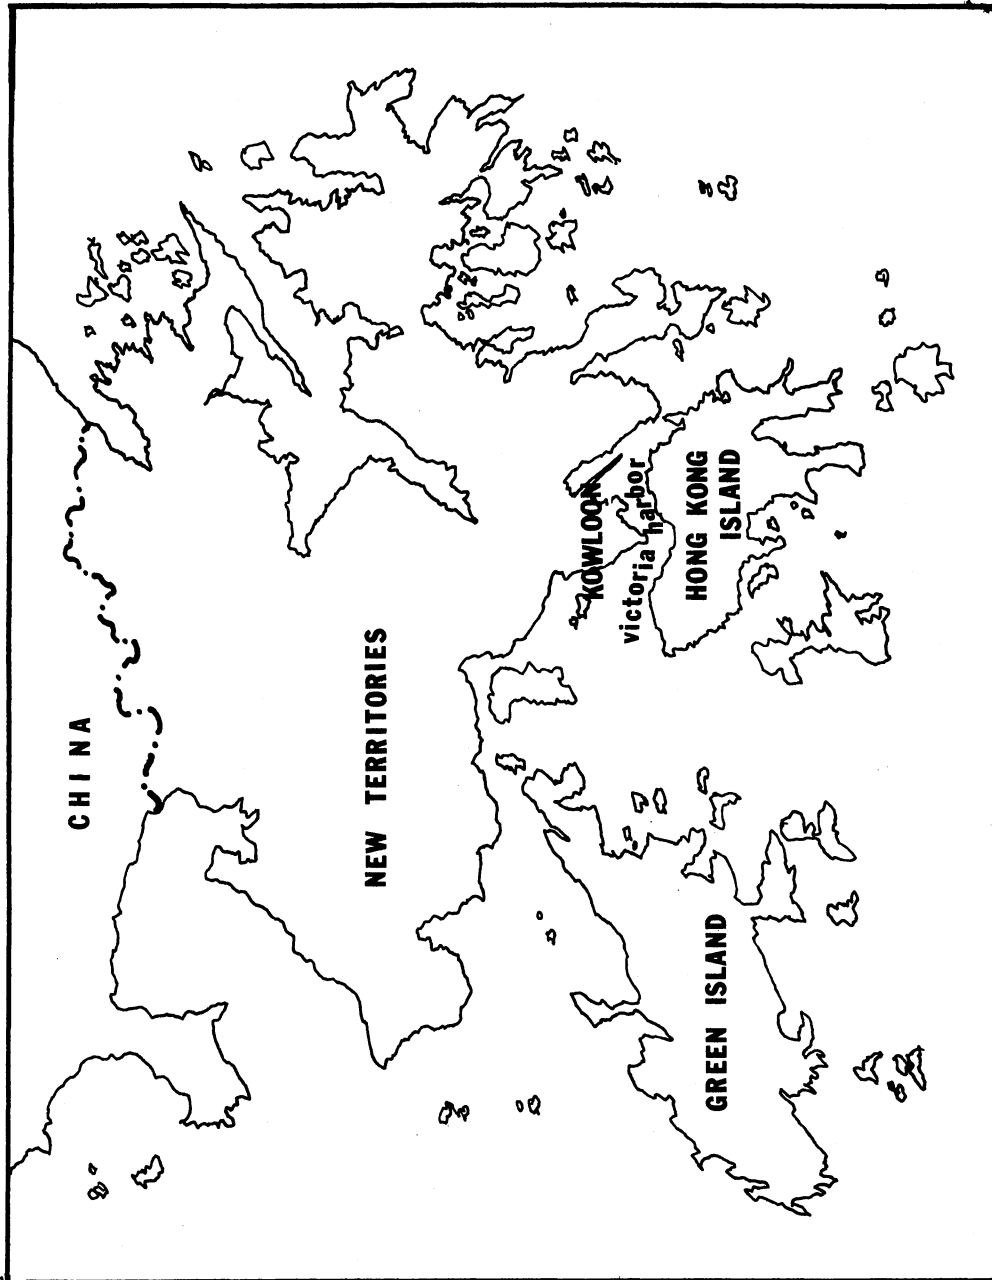 CHINA
NEW TERRITORIES
KOWLOON
victoria harbor
HONG KONG
ISLAND
GREEN ISLAND